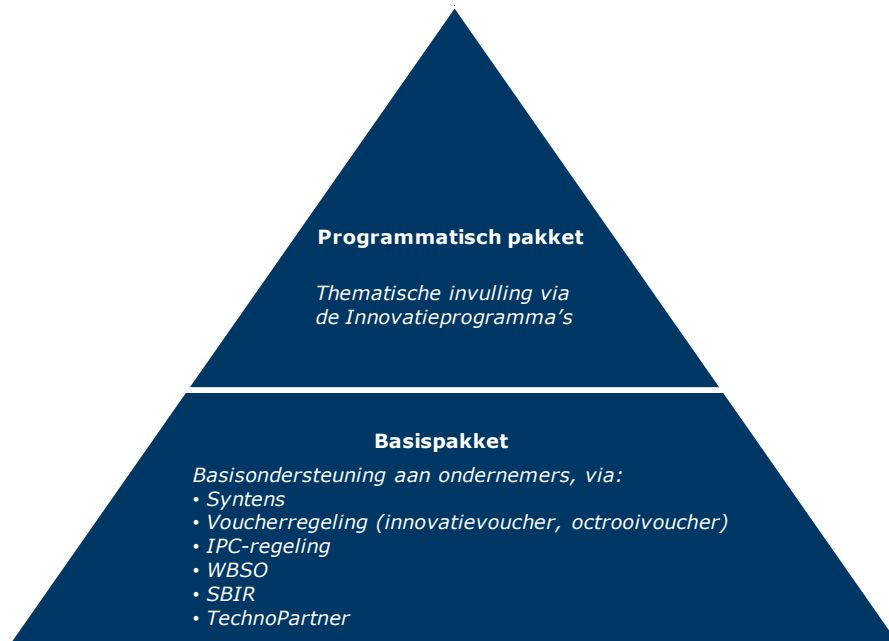 Programmatisch pakket
Thematische invulling via
de Innovatieprogramma’s
Basispakket
Basisondersteuning aan ondernemers, via:
• Syntens
• Voucherregeling (innovatievoucher, octrooivoucher)
• IPC-regeling
• WBSO
• SBIR
• TechnoPartner